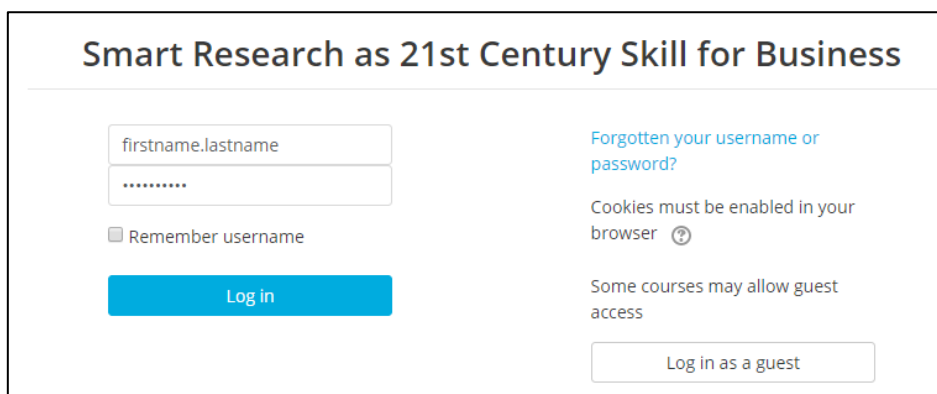 Smart Research as 21st Century Skill for Business
firstname.lastname
••••••••••
Remember username
Log in
Forgotten your username or
password?
Cookies must be enabled in your
browser
Some courses may allow guest
access
Log in as a guest